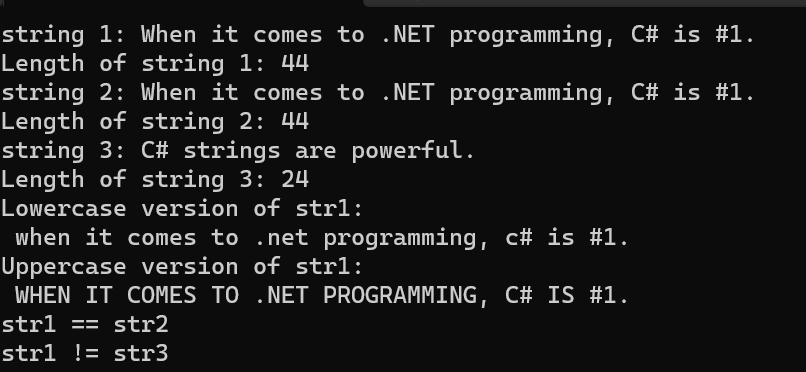 string 1: When it comes to .NET programming, C# is #1.
Length of string 1: 44
string 2: When it comes to .NET programming, C# is #1.
Length of string 2: 44
string 3: C# strings are powerful.
Length of string 3: 24
Lowercase version of str1:
 when it comes to .net programming, c# is #1.
Uppercase version of str1:
 WHEN IT COMES TO .NET PROGRAMMING, C# IS #1.
str1 == str2
str1 != str3